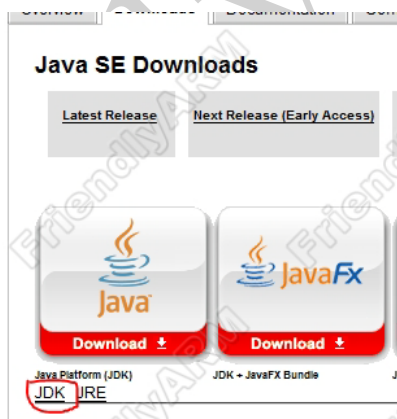 Downloads
Documentation
Java SE Downloads
Latest Release
Next Release (Early Access)
Java
JavaFx
Download
Download
Java Platform (JDK)
JDK + JavaFX Bundle
JDK JRE
FriendlyARM
FriendlyARM
FriendlyARM